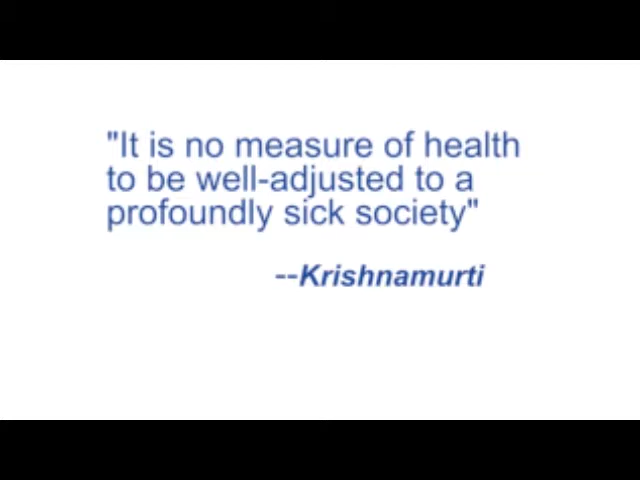 "It is no measure of health
to be well-adjusted to a
profoundly sick society"
--Krishnamurti